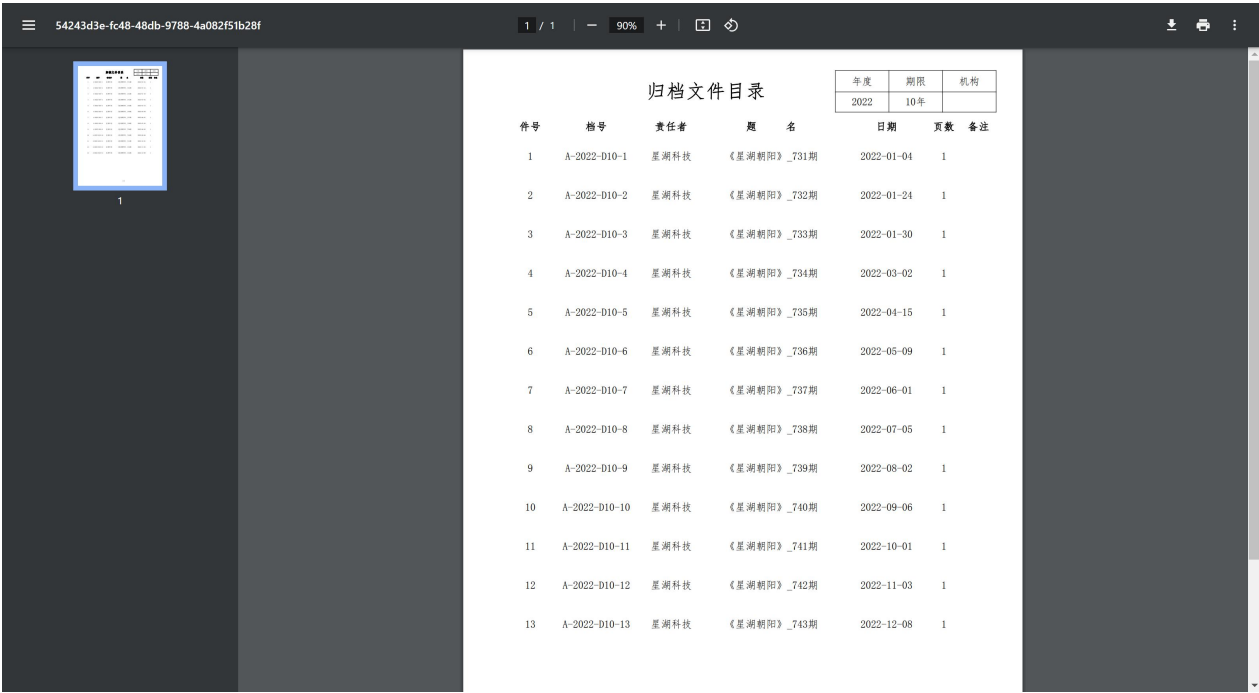 54243d3e-fc48-48db-9788-4a082f51b28f
1 / 1
90%
1
归档文件目录
年度 期限 机构
2022 10年
件号 档号 责任者 题 名 日期 页数 备注
1 A-2022-D10-1 星湖科技 《星湖朝阳》_731期 2022-01-04 1
2 A-2022-D10-2 星湖科技 《星湖朝阳》_732期 2022-01-24 1
3 A-2022-D10-3 星湖科技 《星湖朝阳》_733期 2022-01-30 1
4 A-2022-D10-4 星湖科技 《星湖朝阳》_734期 2022-03-02 1
5 A-2022-D10-5 星湖科技 《星湖朝阳》_735期 2022-04-15 1
6 A-2022-D10-6 星湖科技 《星湖朝阳》_736期 2022-05-09 1
7 A-2022-D10-7 星湖科技 《星湖朝阳》_737期 2022-06-01 1
8 A-2022-D10-8 星湖科技 《星湖朝阳》_738期 2022-07-05 1
9 A-2022-D10-9 星湖科技 《星湖朝阳》_739期 2022-08-02 1
10 A-2022-D10-10 星湖科技 《星湖朝阳》_740期 2022-09-06 1
11 A-2022-D10-11 星湖科技 《星湖朝阳》_741期 2022-10-01 1
12 A-2022-D10-12 星湖科技 《星湖朝阳》_742期 2022-11-03 1
13 A-2022-D10-13 星湖科技 《星湖朝阳》_743期 2022-12-08 1